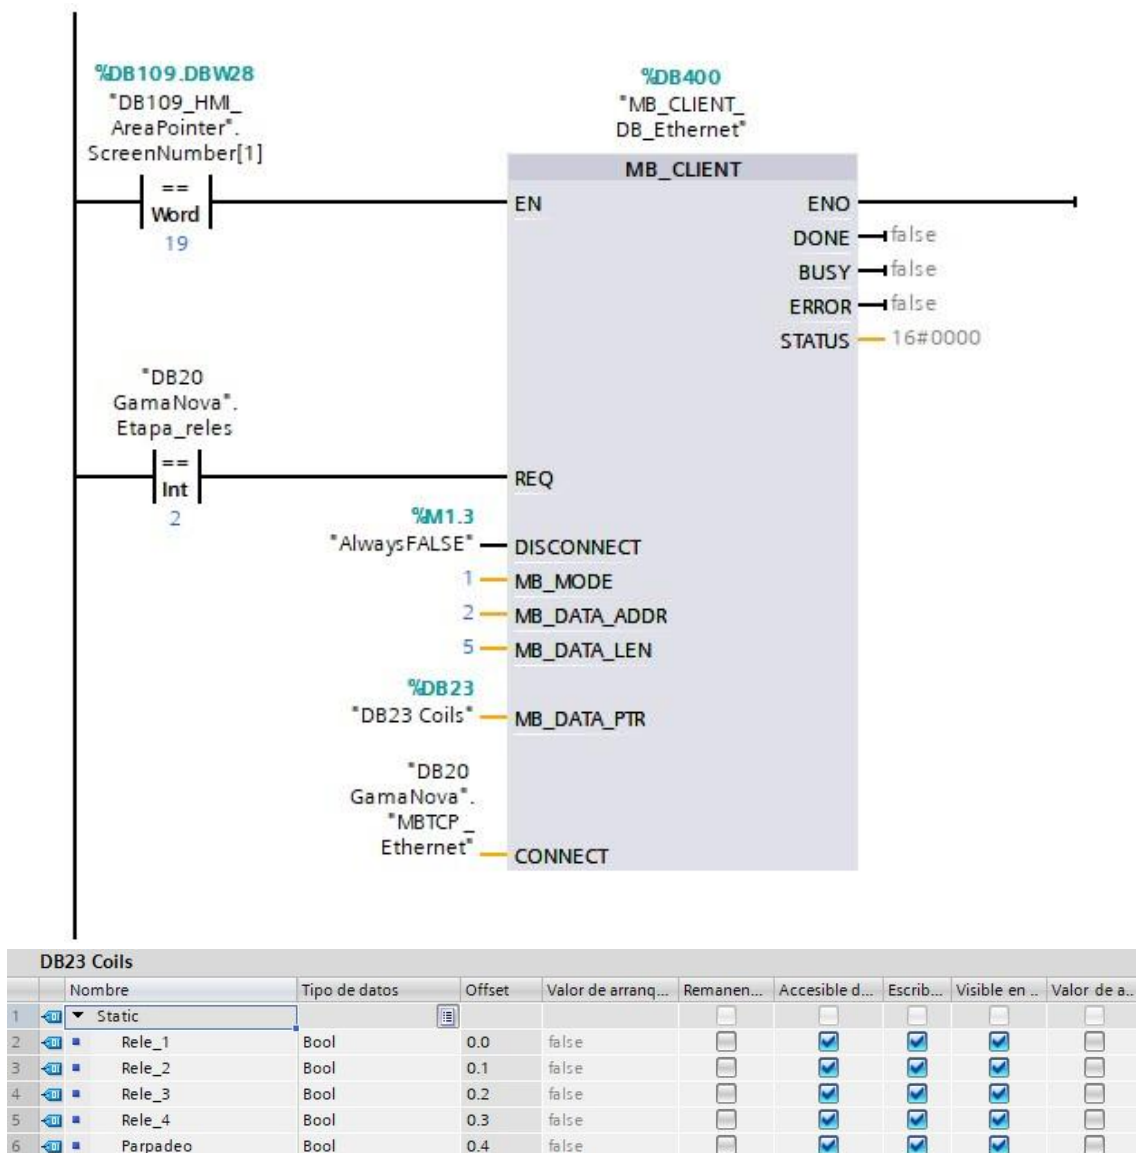 %DB109.DBW28
"DB109_HMI_
AreaPointer".
ScreenNumber[1]
==
Word
19
%DB400
"MB_CLIENT_
DB_Ethernet"
MB_CLIENT
EN
ENO
DONE
false
BUSY
false
ERROR
false
STATUS
16#0000
"DB20
GamaNova".
Etapa_reles
==
Int
2
REQ
%M1.3
"AlwaysFALSE"
DISCONNECT
1
MB_MODE
2
MB_DATA_ADDR
5
MB_DATA_LEN
%DB23
"DB23 Coils"
MB_DATA_PTR
"DB20
GamaNova".
"MBTCP_
Ethernet"
CONNECT
DB23 Coils
Nombre Tipo de datos Offset Valor de arranq... Remanen... Accesible d... Escrib... Visible en .. Valor de a..
1 Static
2 Rele_1 Bool 0.0 false
3 Rele_2 Bool 0.1 false
4 Rele_3 Bool 0.2 false
5 Rele_4 Bool 0.3 false
6 Parpadeo Bool 0.4 false